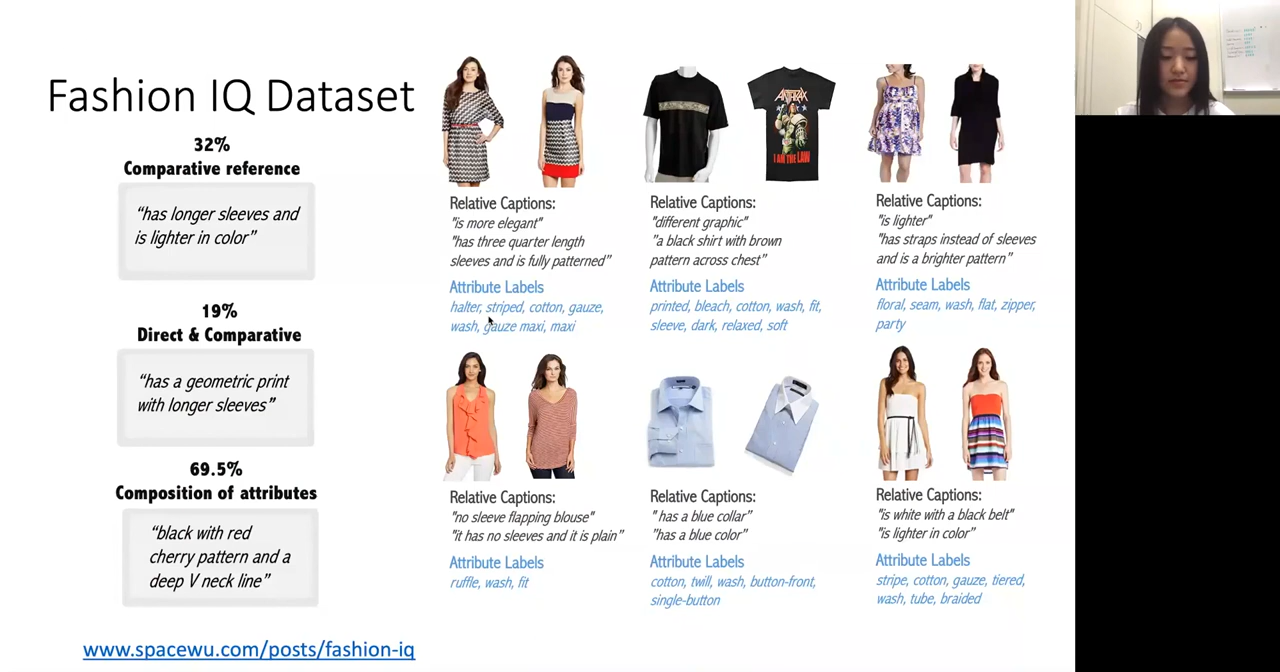 Fashion IQ Dataset
32%
Comparative reference
“has longer sleeves and
is lighter in color”
19%
Direct & Comparative
“has a geometric print
with longer sleeves”
69.5%
Composition of attributes
“black with red
cherry pattern and a
deep V neck line”
www.spacewu.com/posts/fashion-iq
Relative Captions:
"is more elegant"
"has three quarter length
sleeves and is fully patterned”
Attribute Labels
halter, striped, cotton, gauze,
wash, gauze maxi, maxi
ANTHRAX
I AM THE LAW
Relative Captions:
"different graphic"
"a black shirt with brown
pattern across chest”
Attribute Labels
printed, bleach, cotton, wash, fit,
sleeve, dark, relaxed, soft
Relative Captions:
"is lighter"
"has straps instead of sleeves
and is a brighter pattern”
Attribute Labels
floral, seam, wash, flat, zipper,
party
Relative Captions:
"no sleeve flapping blouse"
"it has no sleeves and it is plain”
Attribute Labels
ruffle, wash, fit
Relative Captions:
" has a blue collar”
“has a blue color”
Attribute Labels
cotton, twill, wash, button-front,
single-button
Relative Captions:
"is white with a black belt"
"is lighter in color”
Attribute Labels
stripe, cotton, gauze, tiered,
wash, tube, braided